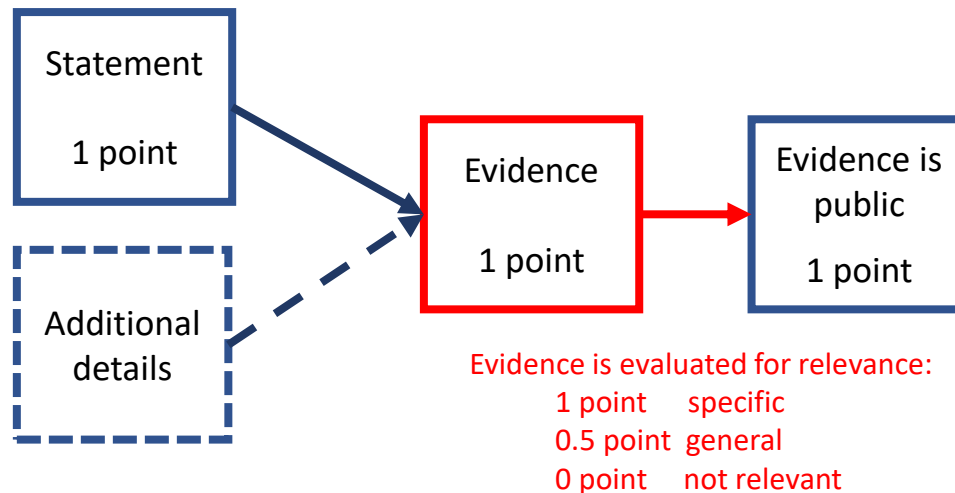 Statement
1 point
Additional
details
Evidence
1 point
Evidence is
public
1 point
Evidence is evaluated for relevance:
1 point specific
0.5 point general
0 point not relevant